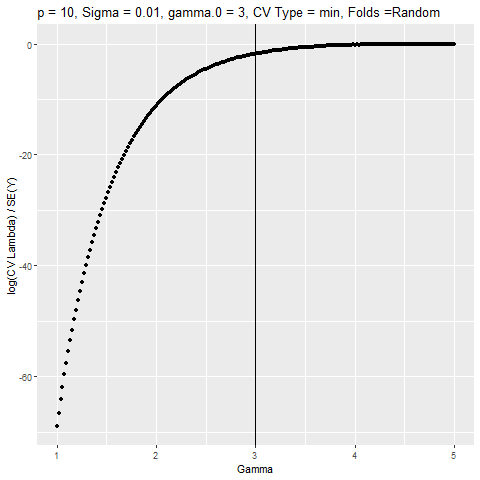 p = 10, Sigma = 0.01, gamma.0 = 3, CV Type = min, Folds =Random
log(CV Lambda) / SE(Y)
0
-20
-40
-60
1 2 3 4 5
Gamma